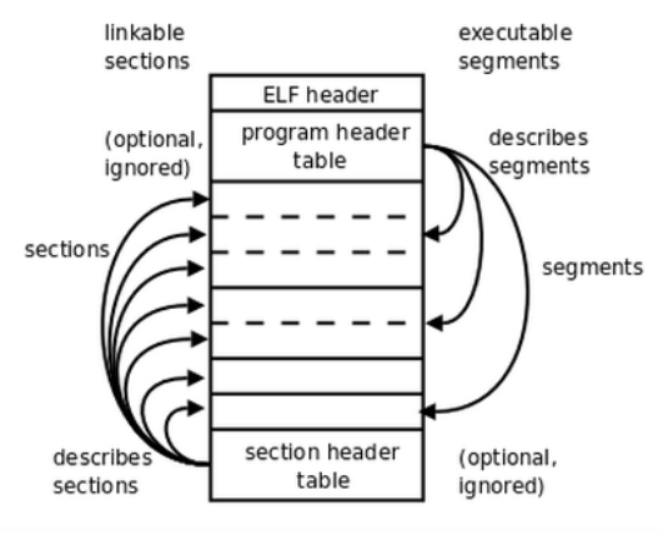 linkable
sections
executable
segments
ELF header
(optional,
ignored)
program header
table
describes
segments
sections
segments
describes
sections
section header
table
(optional,
ignored)